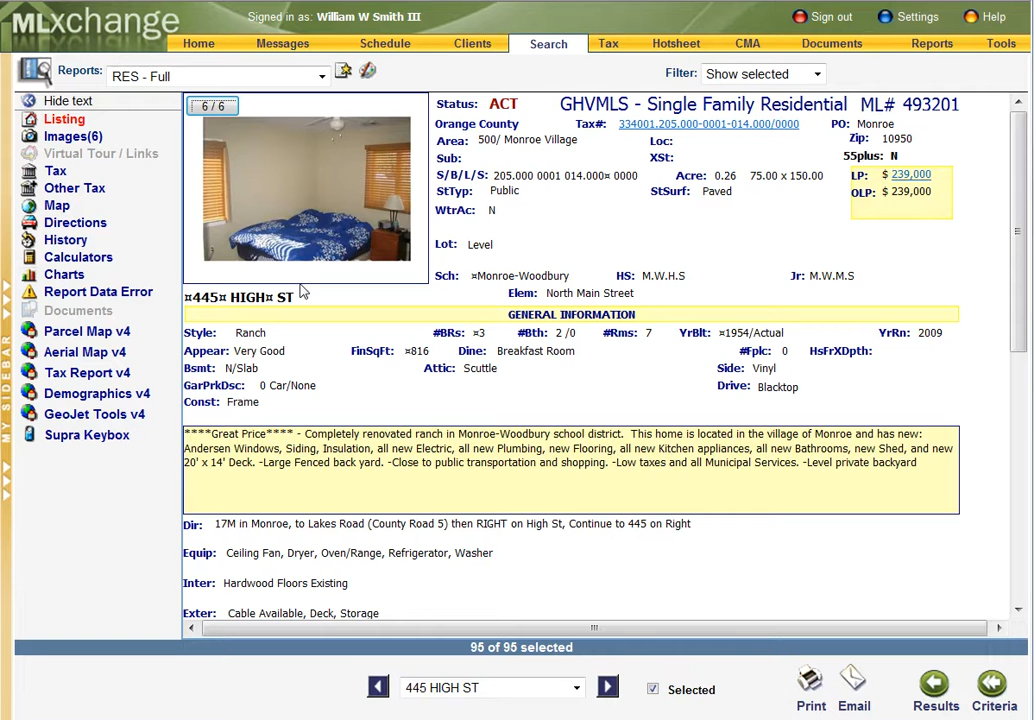 MLXchange
Signed in as: William W Smith III
Sign out Settings Help
Home Messages Schedule Clients Search Tax Hotsheet CMA Documents Reports Tools
Reports: RES - Full
Filter: Show selected
Hide text
Listing
Images(6)
Virtual Tour / Links
Tax
Other Tax
Map
Directions
History
Calculators
Charts
Report Data Error
Documents
Parcel Map v4
Aerial Map v4
Tax Report v4
Demographics v4
GeoJet Tools v4
Supra Keybox
MY SIDEBAR
6 / 6
Status: ACT GHVMLS - Single Family Residential ML# 493201
Orange County Tax#: 334001.205.000-0001-014.000/0000 PO: Monroe
Area: 500/ Monroe Village Loc: Zip: 10950
Sub: XSt: 55plus: N
S/B/L/S: 205.000 0001 014.000¤ 0000 Acre: 0.26 75.00 x 150.00 LP: $ 239,000
StTyp: Public StSurf: Paved OLP: $ 239,000
WtrAc: N
Lot: Level
Sch: ¤Monroe-Woodbury HS: M.W.H.S Jr: M.W.M.S
¤445¤ HIGH¤ ST Elem: North Main Street
GENERAL INFORMATION
Style: Ranch #BRs: ¤3 #Bth: 2 /0 #Rms: 7 YrBlt: ¤1954/Actual YrRn: 2009
Appear: Very Good FinSqFt: ¤816 Dine: Breakfast Room #Fplc: 0 HsFrXDpth:
Bsmt: N/Slab Attic: Scuttle Side: Vinyl
GarPrkDsc: 0 Car/None Drive: Blacktop
Const: Frame
****Great Price**** - Completely renovated ranch in Monroe-Woodbury school district. This home is located in the village of Monroe and has new:
Andersen Windows, Siding, Insulation, all new Electric, all new Plumbing, new Flooring, all new Kitchen appliances, all new Bathrooms, new Shed, and new
20' x 14' Deck. -Large Fenced back yard. -Close to public transportation and shopping. -Low taxes and all Municipal Services. -Level private backyard
Dir: 17M in Monroe, to Lakes Road (County Road 5) then RIGHT on High St, Continue to 445 on Right
Equip: Ceiling Fan, Dryer, Oven/Range, Refrigerator, Washer
Inter: Hardwood Floors Existing
Exter: Cable Available, Deck, Storage
95 of 95 selected
445 HIGH ST Selected
Print Email Results Criteria